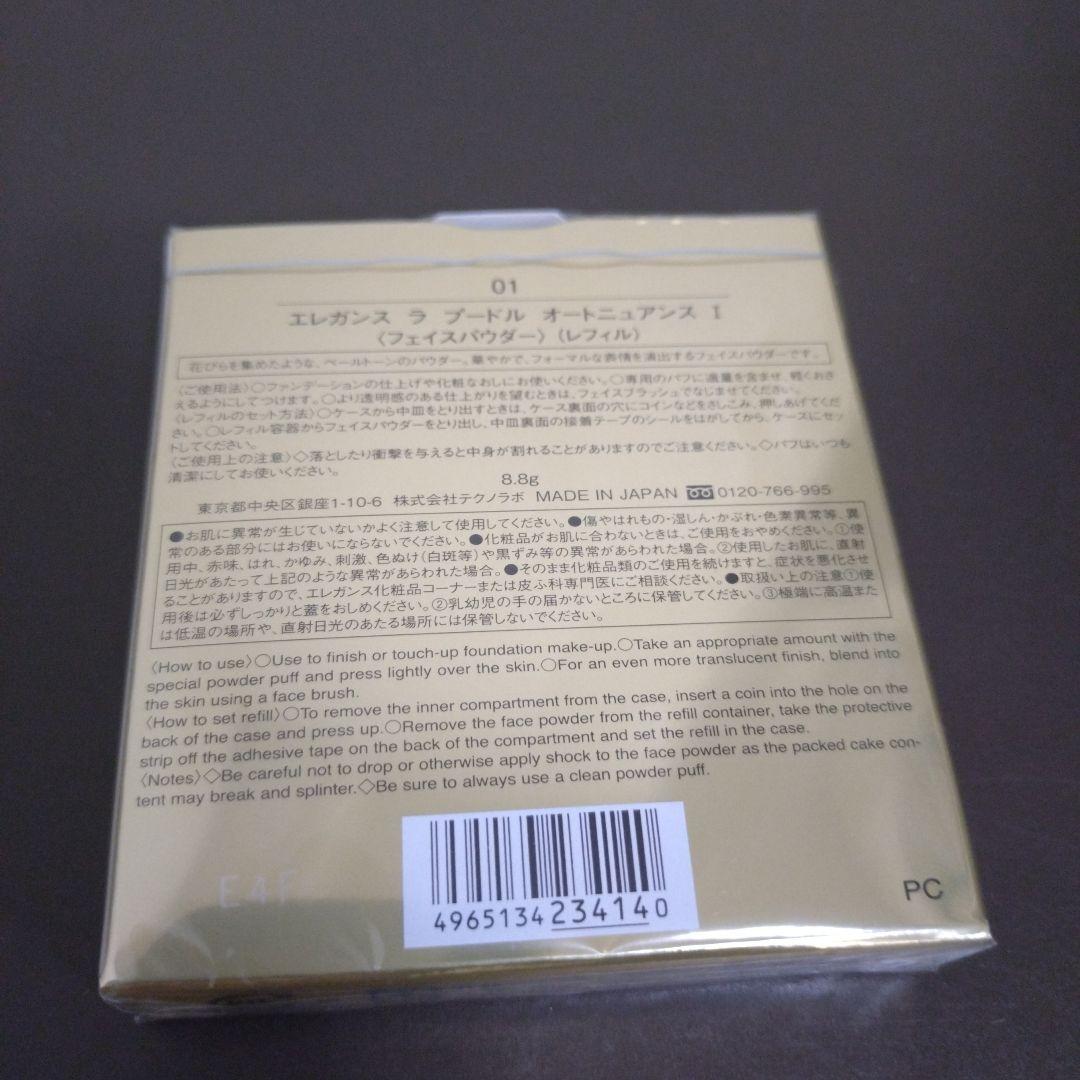 01
エレガンス ラ プードル オートニュアンス I
〈フェイスパウダー〉(レフィル)
花びらを集めたような、ペールトーンのパウダー。華やかで、フォーマルな表情を演出するフェイスパウダーです。
〈ご使用法〉○ファンデーションの仕上げや化粧なおしにお使いください。○専用のパフに適量を含ませ、軽くおさ
えるようにしてつけます。○より透明感のある仕上がりを望むときは、フェイスブラッシュでなじませてください。
〈レフィルのセット方法〉○ケースから中皿をとり出すときは、ケース裏面の穴にコインなどをさしこみ、押しあげてくだ
さい。○レフィル容器からフェイスパウダーをとり出し、中皿裏面の接着テープのシールをはがしてから、ケースにセッ
トしてください。
〈ご使用上の注意〉◇落としたり衝撃を与えると中身が割れることがありますのでご注意ください。◇パフはいつも
清潔にしてお使いください。
8.8g
東京都中央区銀座1-10-6 株式会社テクノラボ MADE IN JAPAN 0120-766-995
●お肌に異常が生じていないかよく注意して使用してください。●傷やはれもの・湿しん・かぶれ・色素異常等、異
常のある部分にはお使いにならないでください。●化粧品がお肌に合わないときは、ご使用をおやめください。①使
用中、赤味、はれ、かゆみ、刺激、色ぬけ(白斑等)や黒ずみ等の異常があらわれた場合。②使用したお肌に、直射
日光があたって上記のような異常があらわれた場合。●そのまま化粧品類のご使用を続けますと、症状を悪化させ
ることがありますので、エレガンス化粧品コーナーまたは皮ふ科専門医にご相談ください。●取扱い上の注意①使
用後は必ずしっかりと蓋をおしめください。②乳幼児の手の届かないところに保管してください。③極端に高温また
は低温の場所や、直射日光のあたる場所には保管しないでください。
〈How to use〉○Use to finish or touch-up foundation make-up.○Take an appropriate amount with the
special powder puff and press lightly over the skin.○For an even more translucent finish, blend into
the skin using a face brush.
〈How to set refill〉○To remove the inner compartment from the case, insert a coin into the hole on the
back of the case and press up.○Remove the face powder from the refill container, take the protective
strip off the adhesive tape on the back of the compartment and set the refill in the case.
〈Notes〉◇Be careful not to drop or otherwise apply shock to the face powder as the packed cake con-
tent may break and splinter.◇Be sure to always use a clean powder puff.
E4F
PC
4965134234140